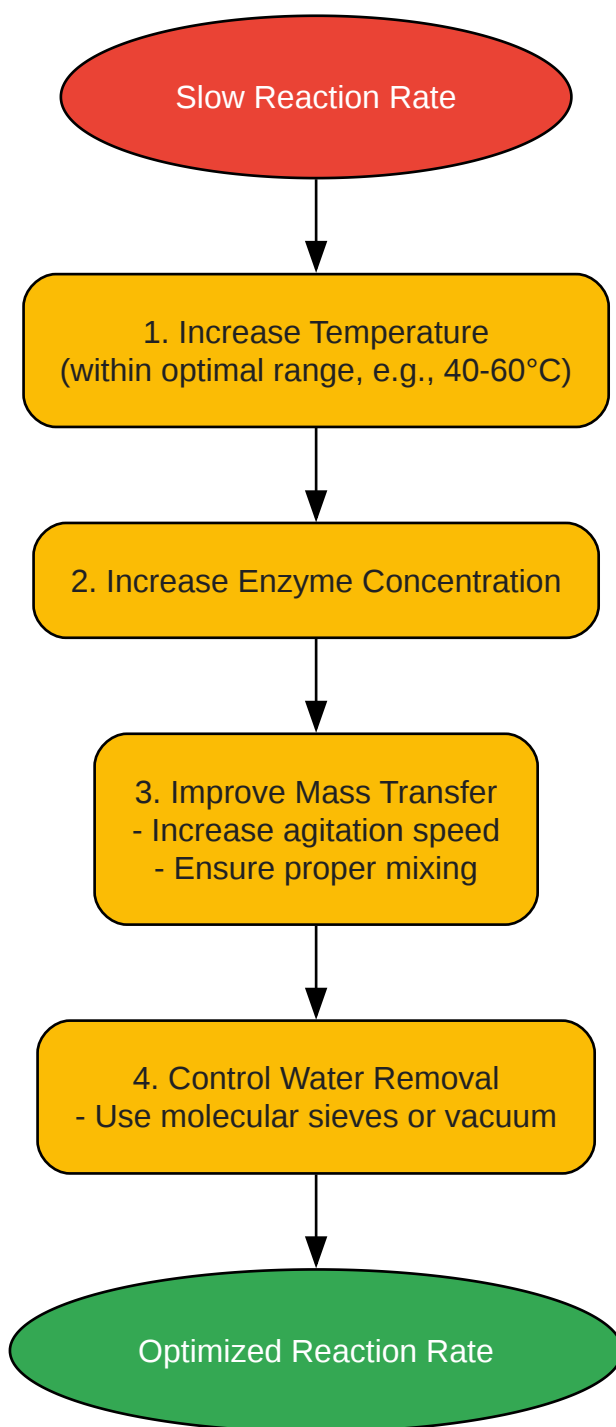 Slow Reaction Rate
1. Increase Temperature
(within optimal range, e.g., 40-60°C)
2. Increase Enzyme Concentration
3. Improve Mass Transfer
- Increase agitation speed
- Ensure proper mixing
4. Control Water Removal
- Use molecular sieves or vacuum
Optimized Reaction Rate